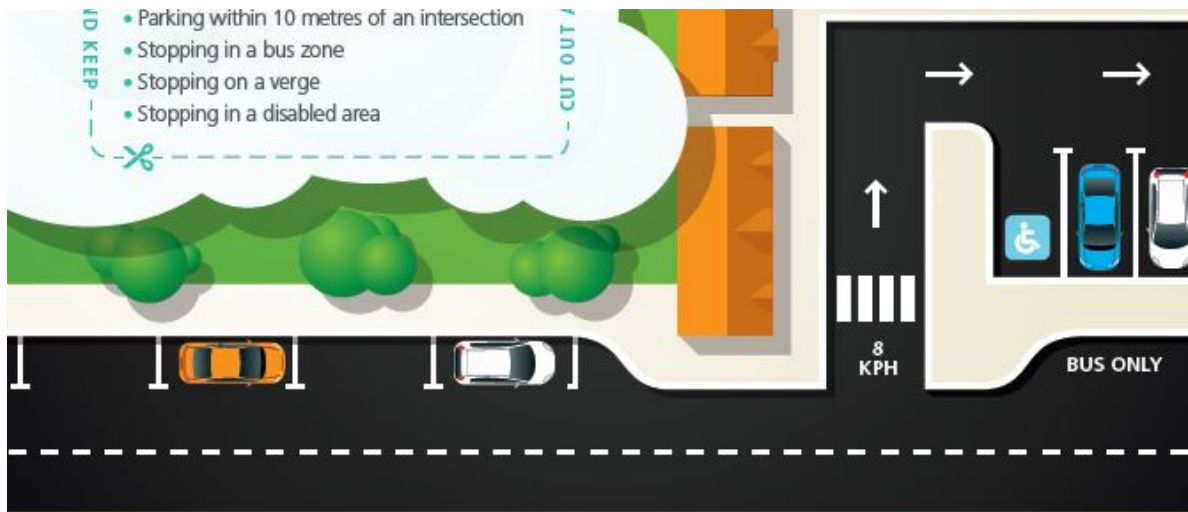 • Parking within 10 metres of an intersection
• Stopping in a bus zone
• Stopping on a verge
• Stopping in a disabled area
KEEP
CUT OUT
8
KPH
BUS ONLY